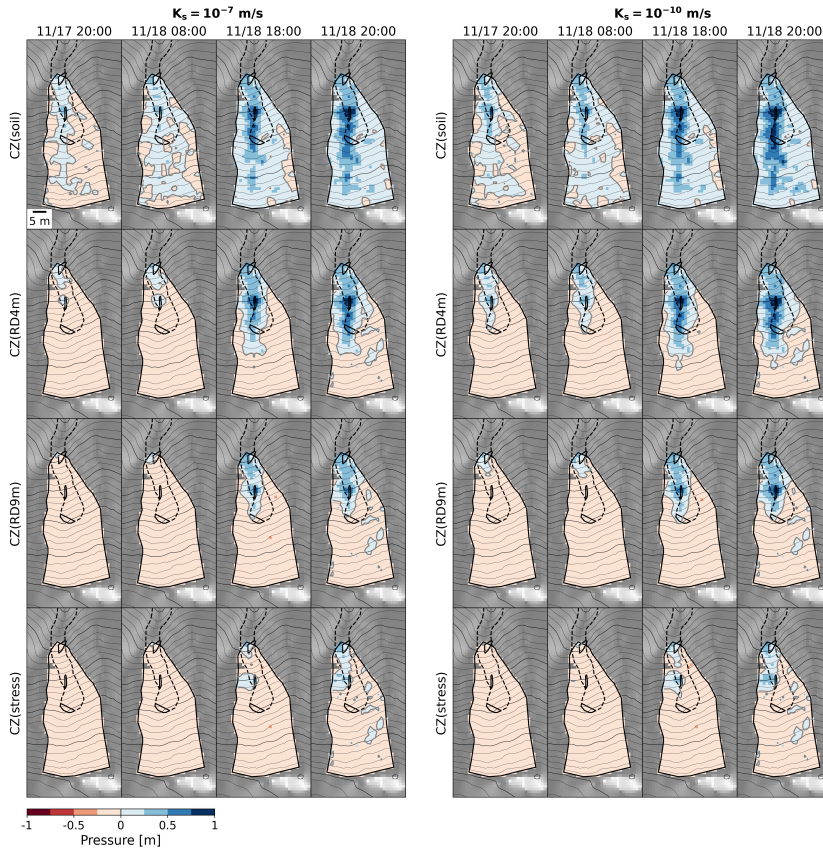 K_s = 10^−7 m/s
K_s = 10^−10 m/s
11/17 20:00 11/18 08:00 11/18 18:00 11/18 20:00
11/17 20:00 11/18 08:00 11/18 18:00 11/18 20:00
CZ(soil)
CZ(soil)
5 m
CZ(RD4m)
CZ(RD4m)
CZ(RD9m)
CZ(RD9m)
CZ(stress)
CZ(stress)
-1 -0.5 0 0.5 1
Pressure [m]